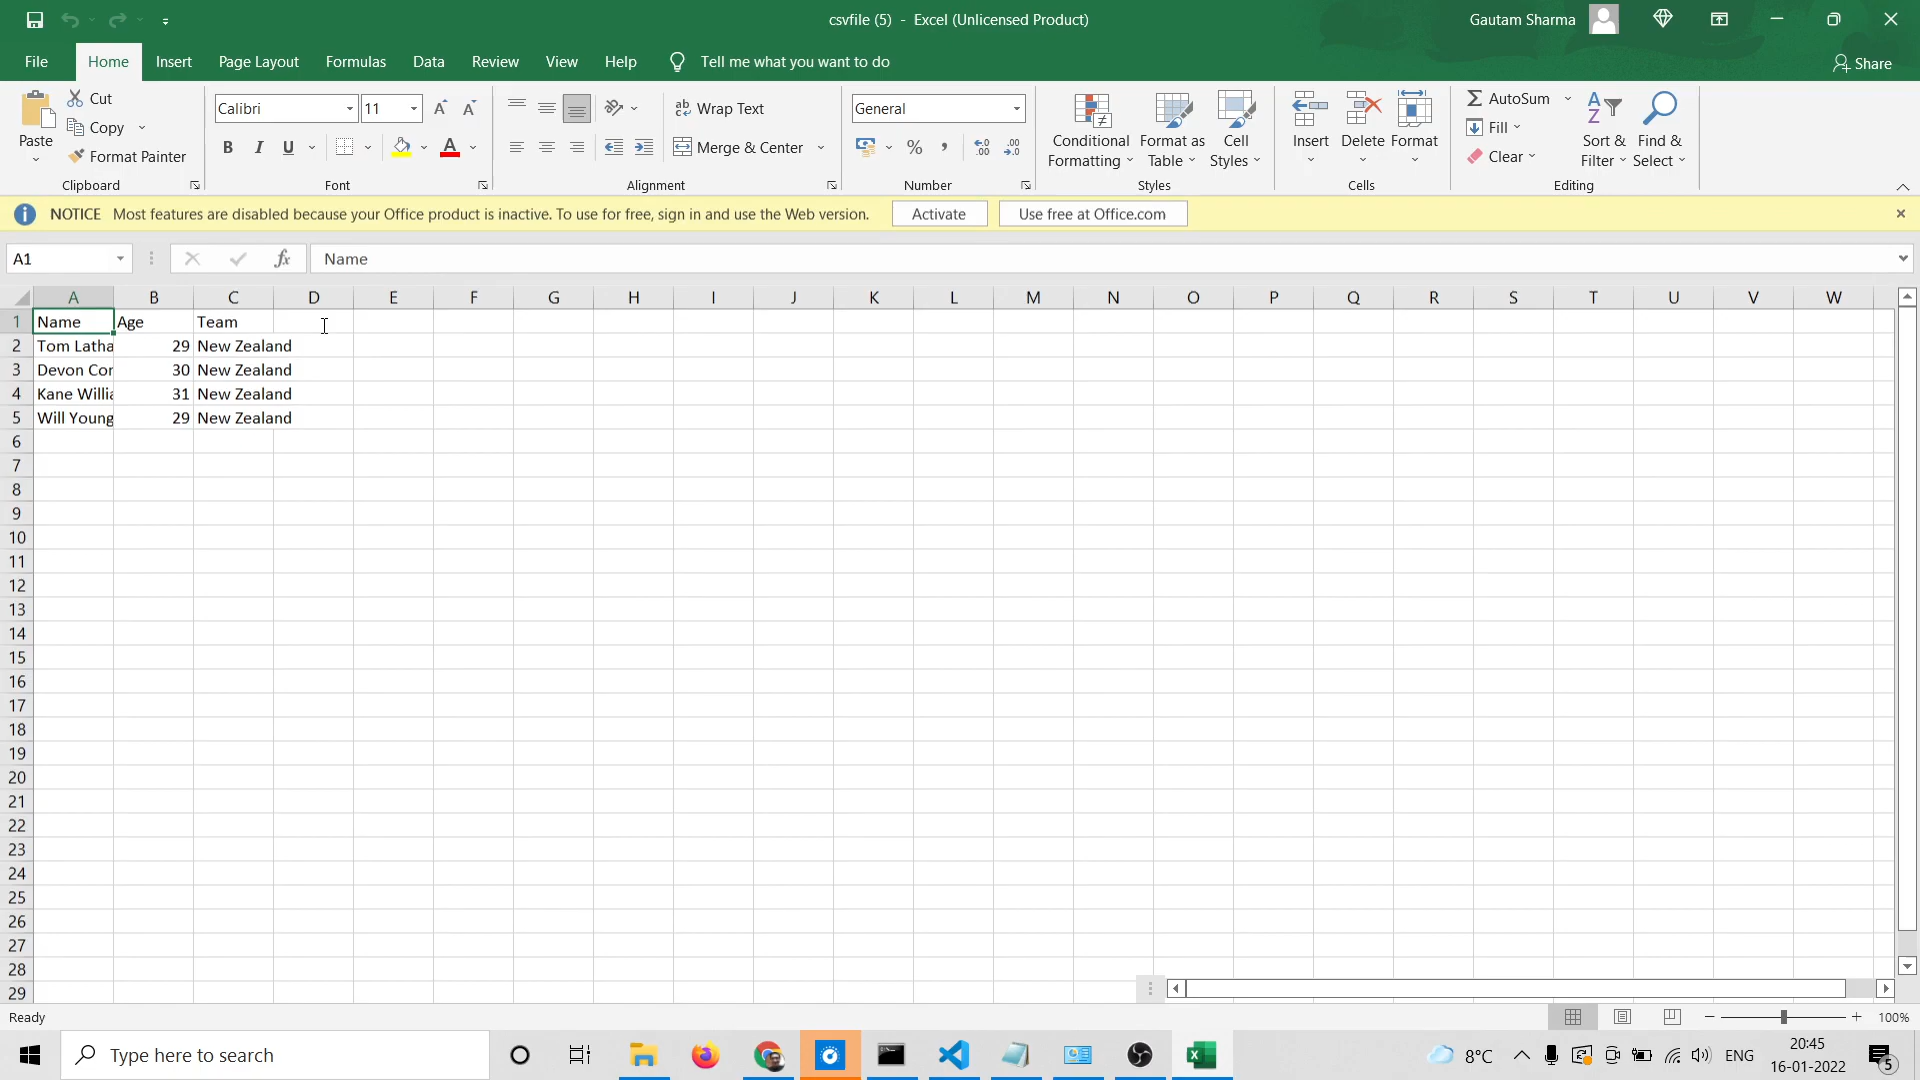 csvfile (5) - Excel (Unlicensed Product)
Gautam Sharma
File Home Insert Page Layout Formulas Data Review View Help Tell me what you want to do Share
Paste Cut Copy Format Painter
Clipboard
Calibri 11
B I U A
Font
Wrap Text
Merge & Center
Alignment
General
%
Number
Conditional Formatting
Format as Table
Cell Styles
Styles
Insert Delete Format
Cells
AutoSum
Fill
Clear
Sort & Filter
Find & Select
Editing
NOTICE Most features are disabled because your Office product is inactive. To use for free, sign in and use the Web version. Activate Use free at Office.com
A1 fx Name
A B C D E F G H I J K L M N O P Q R S T U V W
1 Name Age Team
2 Tom Latha 29 New Zealand
3 Devon Cor 30 New Zealand
4 Kane Willia 31 New Zealand
5 Will Young 29 New Zealand
6
7
8
9
10
11
12
13
14
15
16
17
18
19
20
21
22
23
24
25
26
27
28
29
Ready
100%
Type here to search
8°C
ENG
20:45
16-01-2022
5